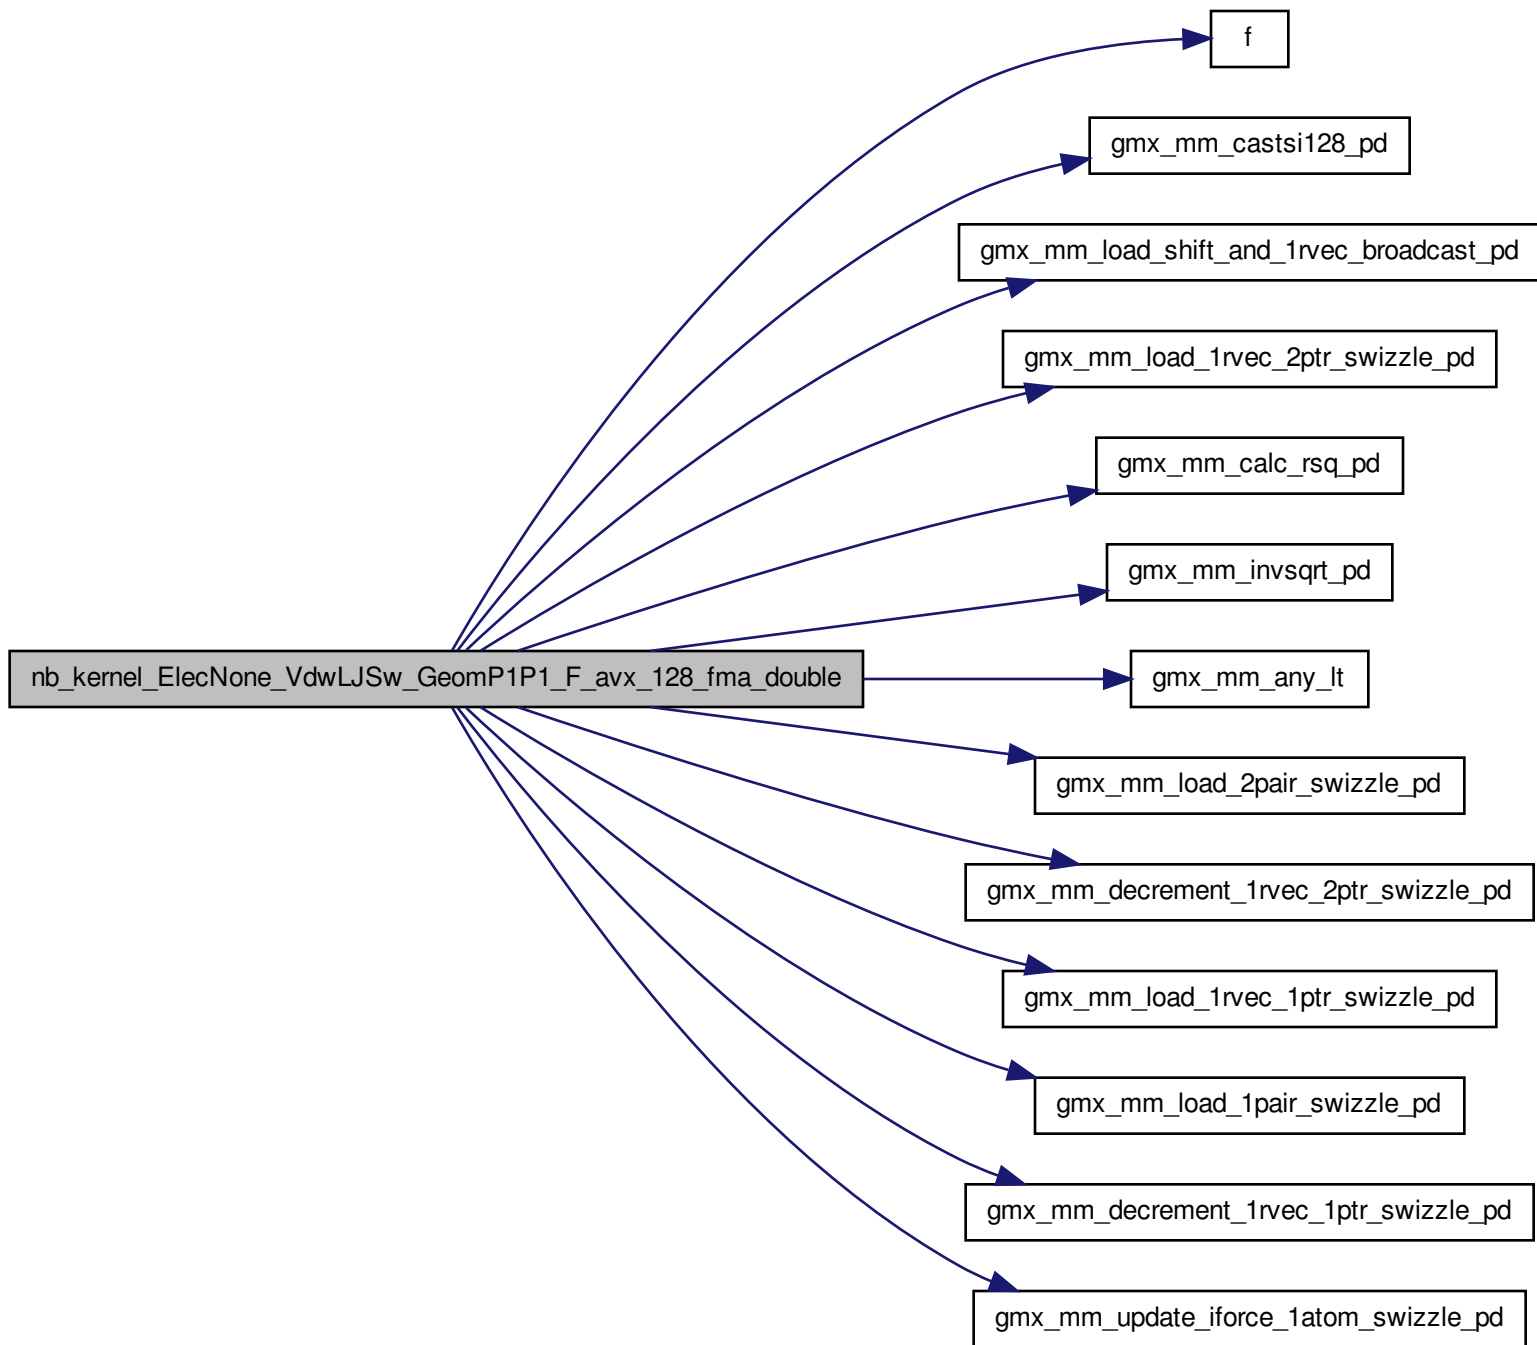 f
gmx_mm_castsi128_pd
gmx_mm_load_shift_and_1rvec_broadcast_pd
gmx_mm_load_1rvec_2ptr_swizzle_pd
gmx_mm_calc_rsq_pd
gmx_mm_invsqrt_pd
nb_kernel_ElecNone_VdwLJSw_GeomP1P1_F_avx_128_fma_double
gmx_mm_any_lt
gmx_mm_load_2pair_swizzle_pd
gmx_mm_decrement_1rvec_2ptr_swizzle_pd
gmx_mm_load_1rvec_1ptr_swizzle_pd
gmx_mm_load_1pair_swizzle_pd
gmx_mm_decrement_1rvec_1ptr_swizzle_pd
gmx_mm_update_iforce_1atom_swizzle_pd